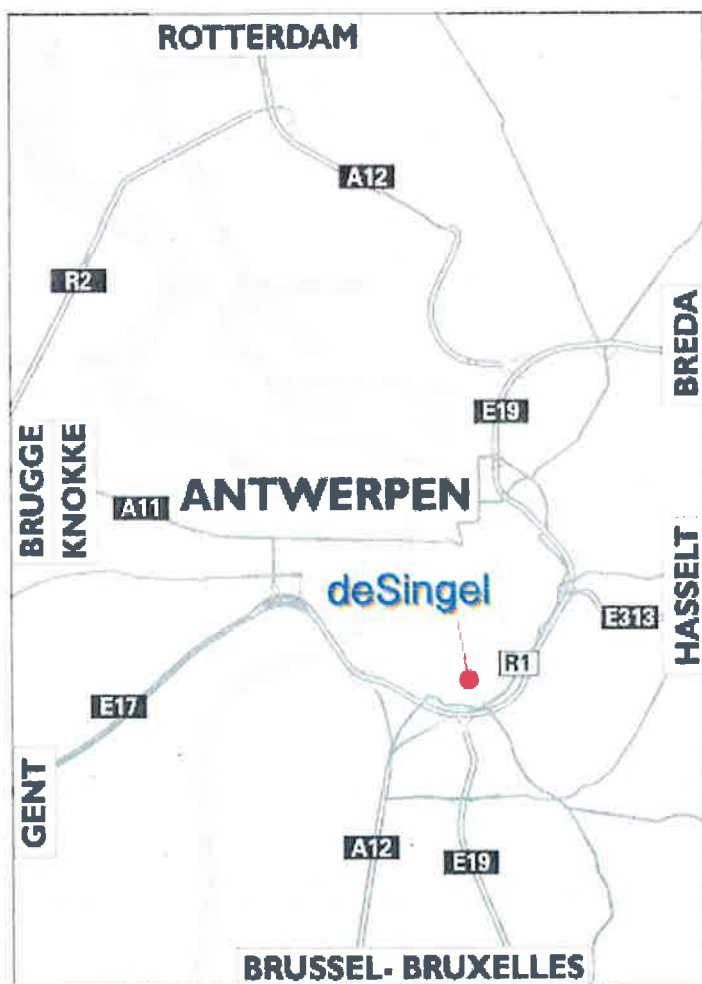 ROTTERDAM
A12
R2
BREDA
E19
BRUGGE
KNOKKE
A11
ANTWERPEN
HASSELT
deSingel
E313
R1
E17
GENT
A12
E19
BRUSSEL- BRUXELLES